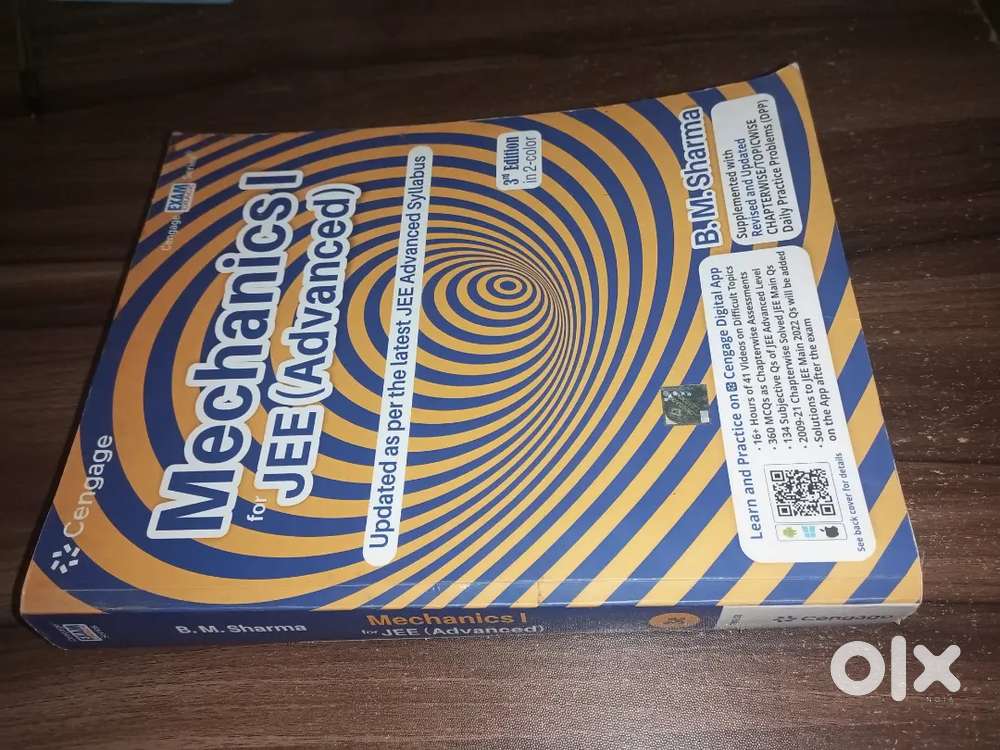 Cengage
Cengage EXAM
Mechanics I
for
JEE (Advanced)
Updated as per the latest JEE Advanced Syllabus
3rd Edition
in 2-color
B.M. Sharma
Supplemented with
Revised and Updated
CHAPTERWISE/TOPICWISE
Daily Practice Problems (DPP)
Learn and Practice on Cengage Digital App
· 16+ Hours of 41 Videos on Difficult Topics
· 360 MCQs as Chapterwise Assessments
· 134 Subjective Qs of JEE Advanced Level
· 2009-21 Chapterwise Solved JEE Main Qs
· Solutions to JEE Main 2022 Qs will be added
on the App after the exam
See back cover for details
B. M. Sharma
Mechanics I
for JEE (Advanced)
Cengage
olx